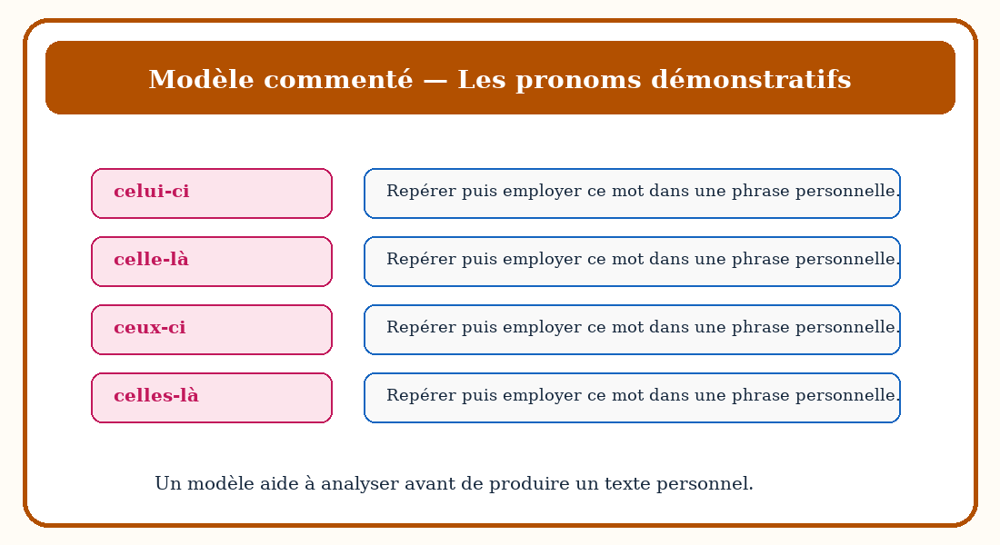 Modèle commenté — Les pronoms démonstratifs
celui-ci
Repérer puis employer ce mot dans une phrase personnelle.
celle-là
Repérer puis employer ce mot dans une phrase personnelle.
ceux-ci
Repérer puis employer ce mot dans une phrase personnelle.
celles-là
Repérer puis employer ce mot dans une phrase personnelle.
Un modèle aide à analyser avant de produire un texte personnel.